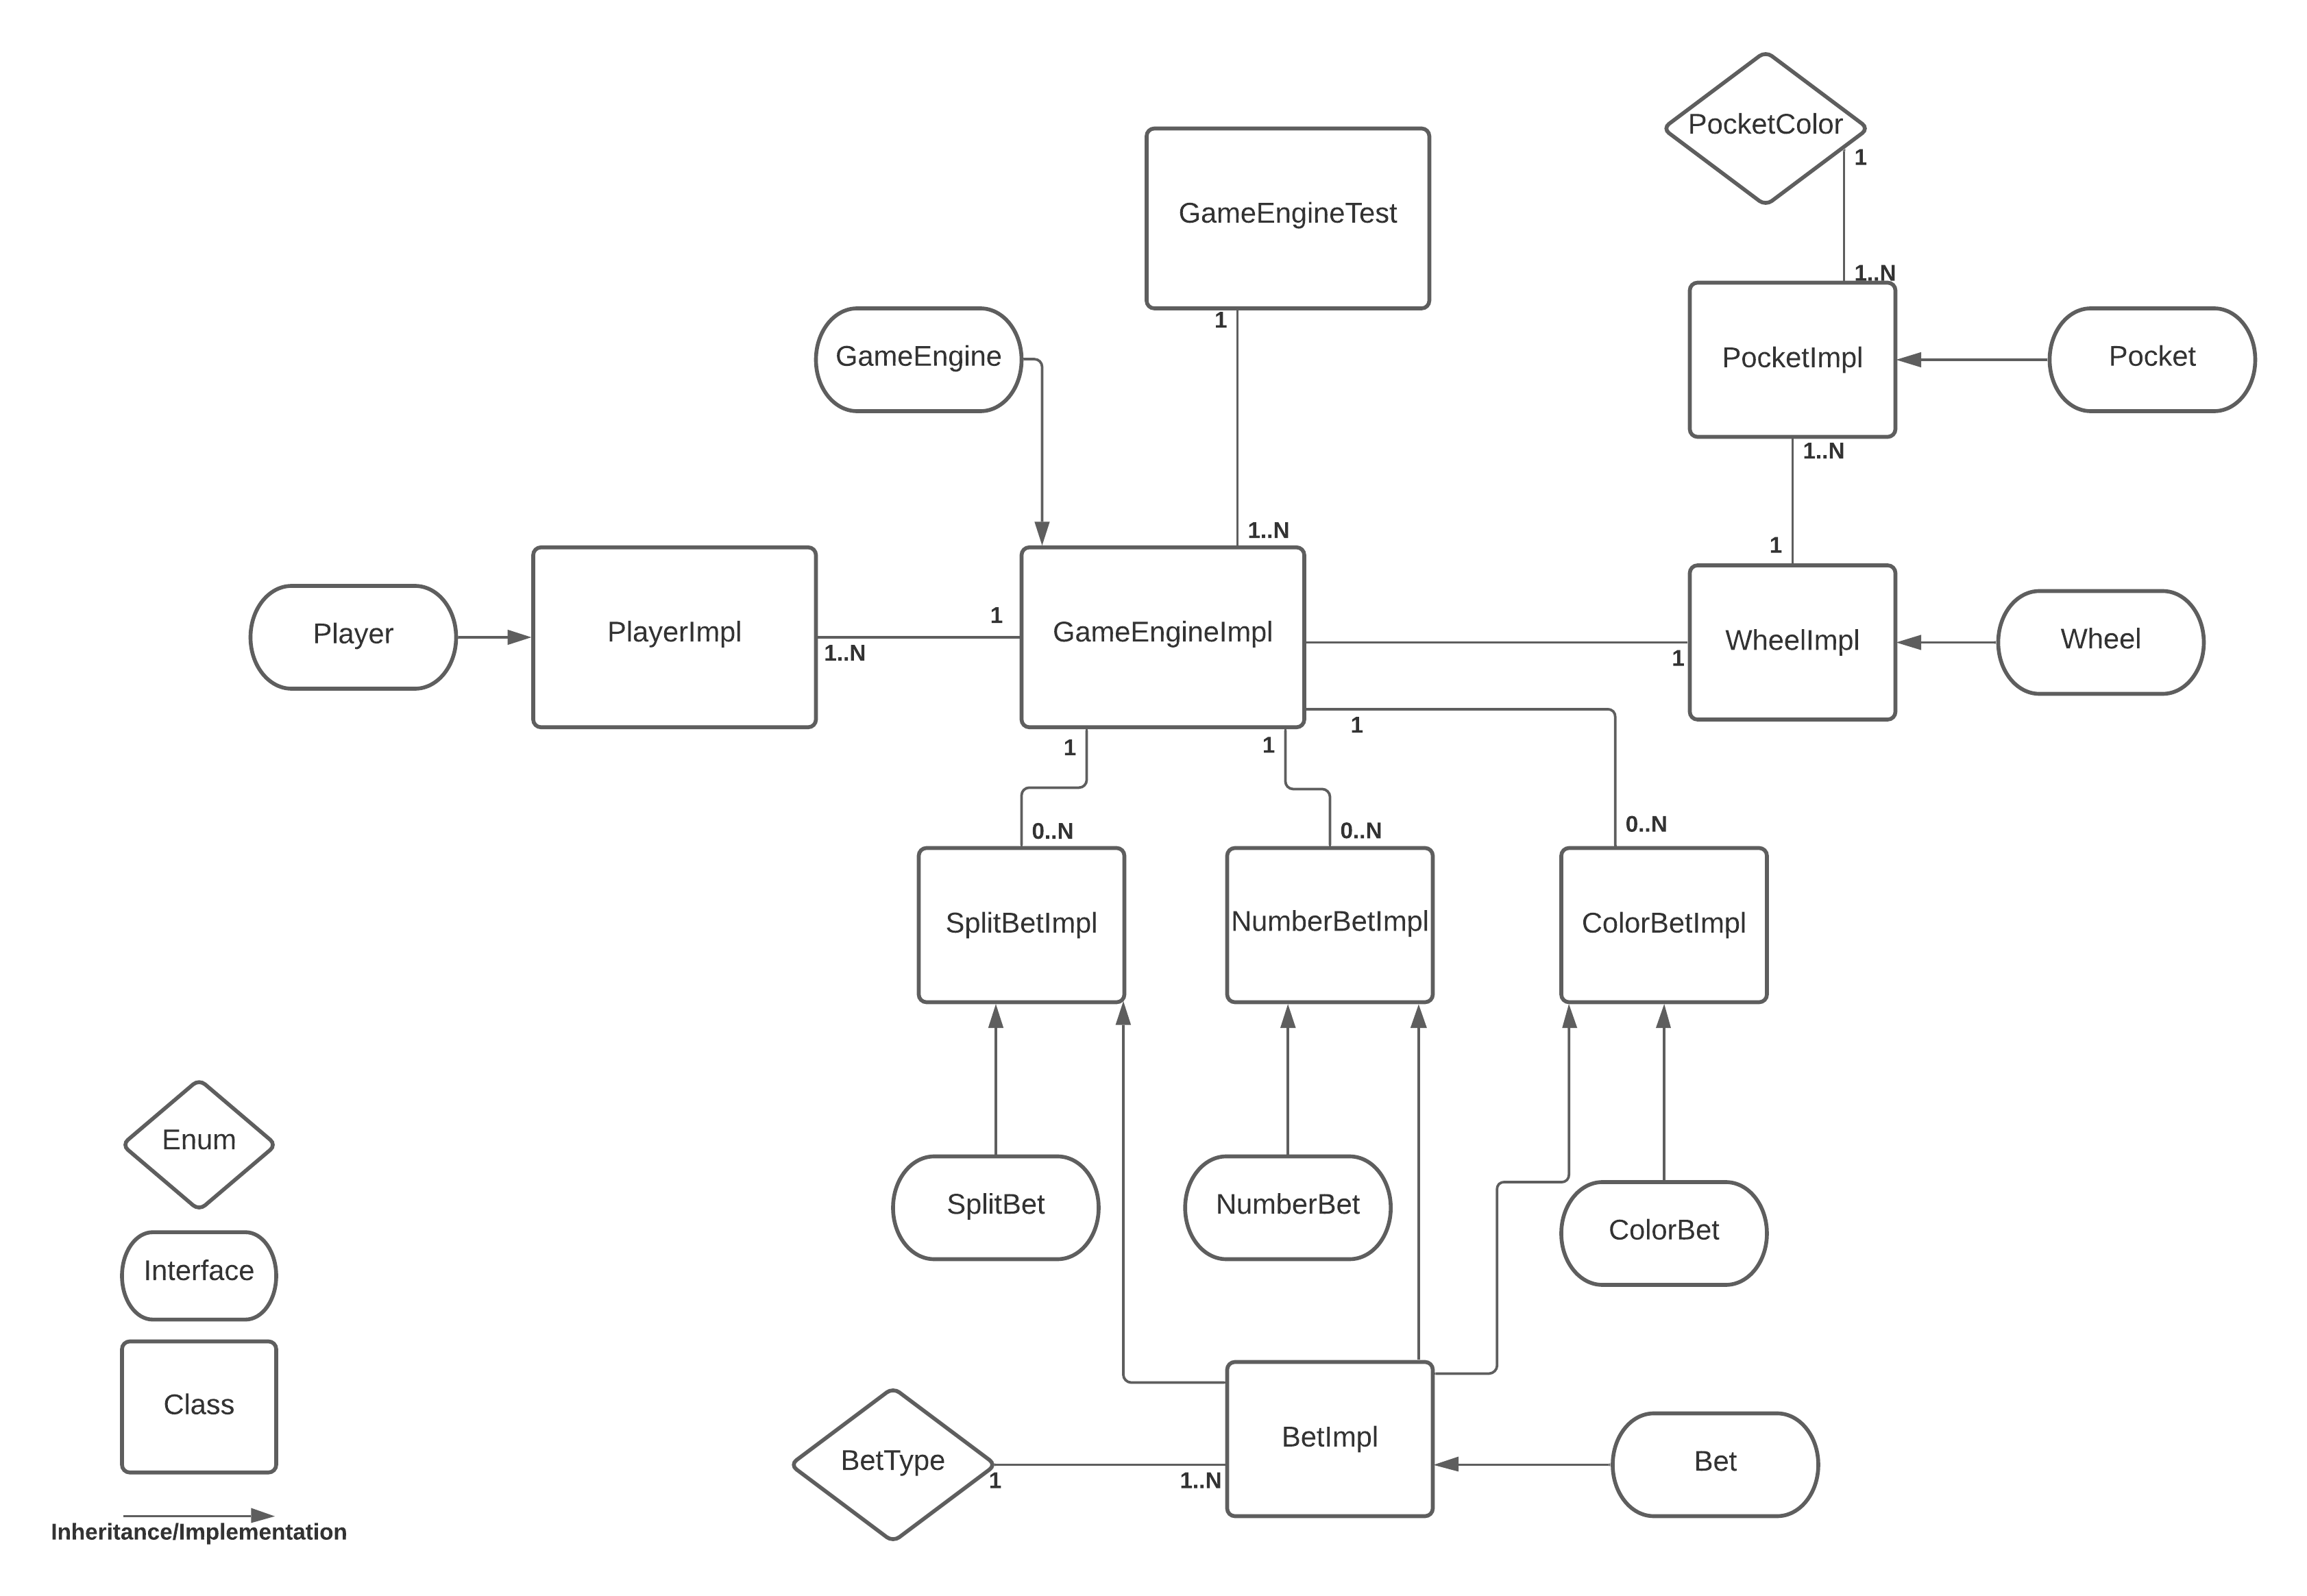 PocketColor
1
GameEngineTest
1..N
1
GameEngine
PocketImpl
Pocket
1..N
1..N
1
1
Player
PlayerImpl
GameEngineImpl
WheelImpl
Wheel
1..N
1
1
1
1
0..N
0..N
0..N
SplitBetImpl
NumberBetImpl
ColorBetImpl
Enum
SplitBet
NumberBet
ColorBet
Interface
Class
BetImpl
BetType
Bet
1
1..N
Inheritance/Implementation